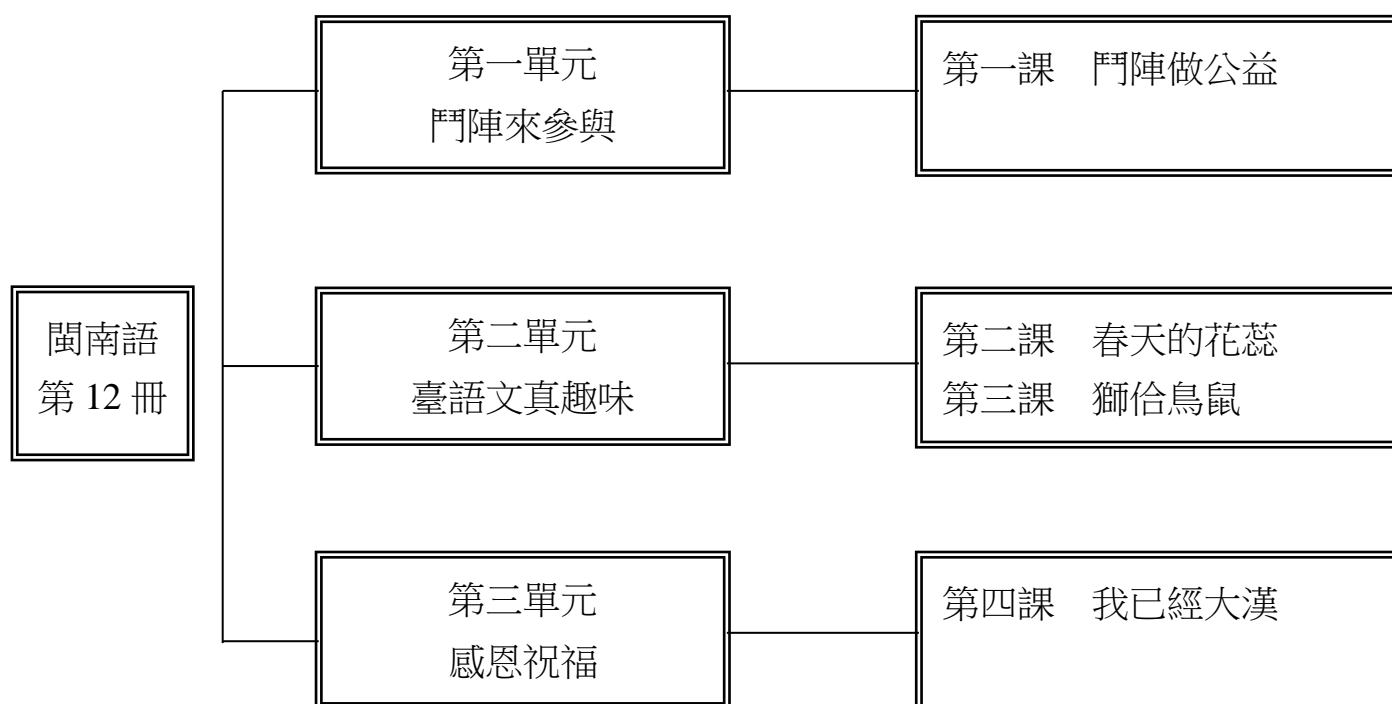 閩南語
第 12 冊
第一單元
鬥陣來參與
第一課　鬥陣做公益
第二單元
臺語文真趣味
第二課　春天的花蕊
第三課　獅佮鳥鼠
第三單元
感恩祝福
第四課　我已經大漢